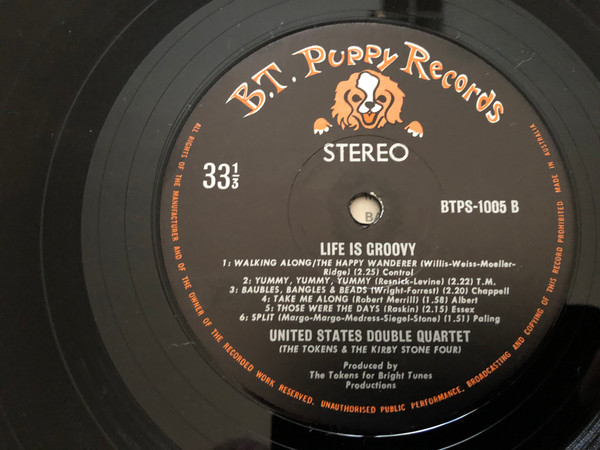 B.T. PUPPY RECORDS
STEREO
33⅓
BTPS-1005 B
LIFE IS GROOVY
1: WALKING ALONG/THE HAPPY WANDERER (Willis-Weiss-Moeller-
Ridge) (2.25) Control
2: YUMMY, YUMMY, YUMMY (Resnick-Levine) (2.22) T.M.
3: BAUBLES, BANGLES & BEADS (Wright-Forrest) (2.20) Chappell
4: TAKE ME ALONG (Robert Merrill) (1.58) Albert
5: THOSE WERE THE DAYS (Raskin) (2.15) Essex
6: SPLIT (Margo-Margo-Medress-Siegel-Stone) (1.51) Paling
UNITED STATES DOUBLE QUARTET
(THE TOKENS & THE KIRBY STONE FOUR)
Produced by
The Tokens for Bright Tunes
Productions
ALL RIGHTS OF THE MANUFACTURER AND OF THE OWNER OF THE RECORDED WORK RESERVED. UNAUTHORISED PUBLIC PERFORMANCE, BROADCASTING AND COPYING OF THIS RECORD PROHIBITED MADE IN AUSTRALIA